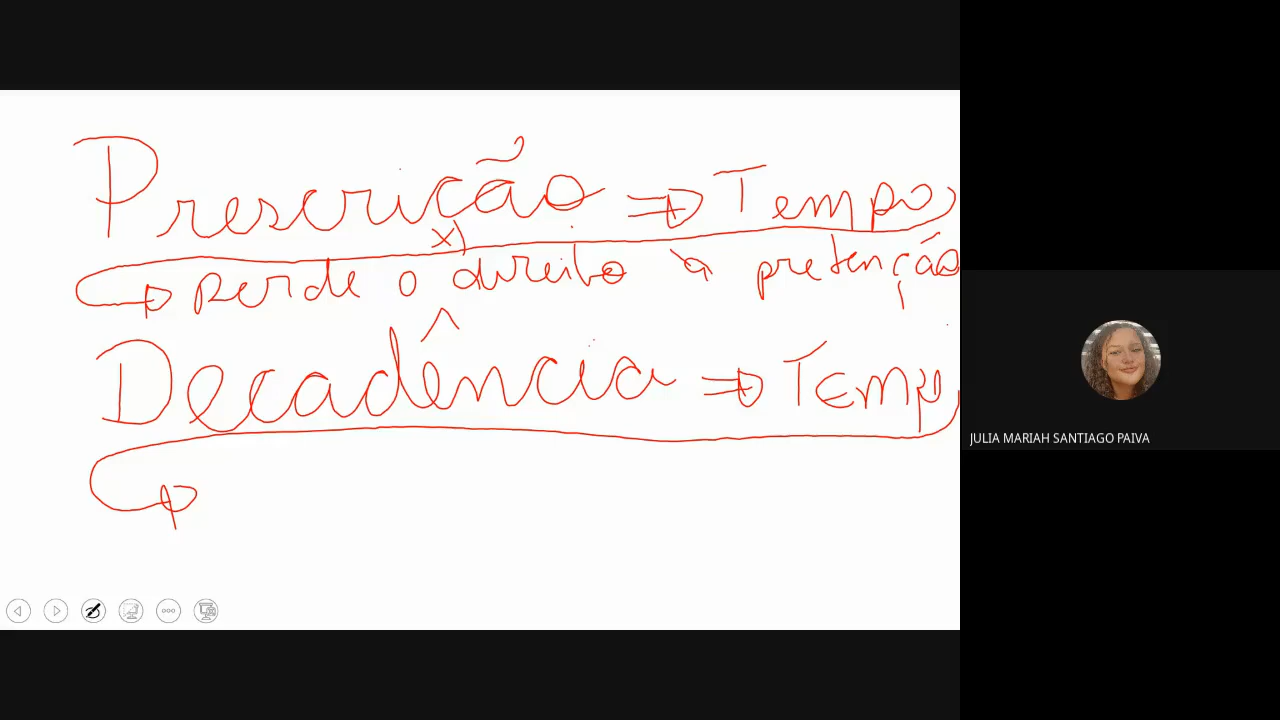 Prescrição => Tempo
perde o direito à pretenção
Decadência => Tempo
JULIA MARIAH SANTIAGO PAIVA